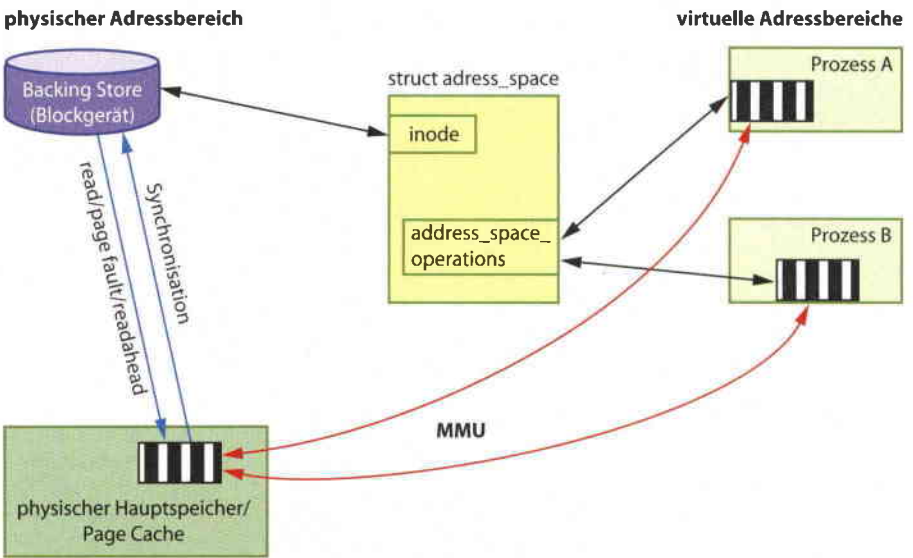 physischer Adressbereich
virtuelle Adressbereiche
Backing Store
(Blockgerät)
struct adress_space
inode
address_space_
operations
Prozess A
Prozess B
read/page fault/readahead
Synchronisation
MMU
physischer Hauptspeicher/
Page Cache